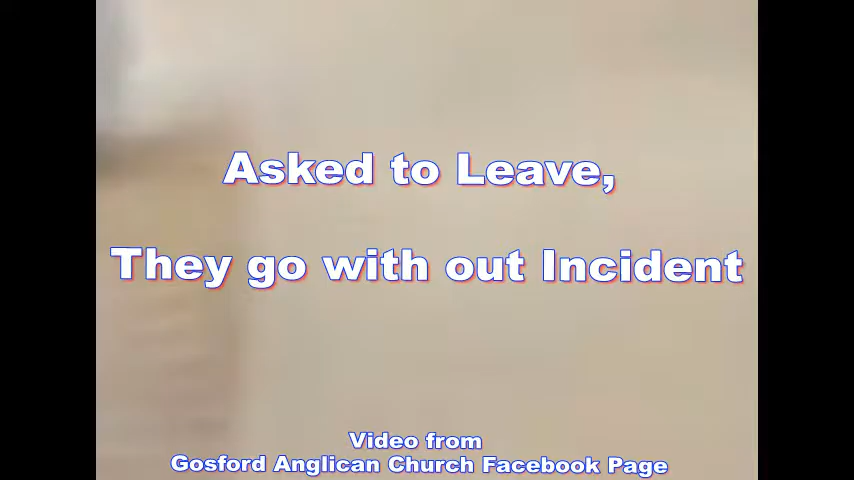 Asked to Leave,
They go with out Incident
Video from
Gosford Anglican Church Facebook Page